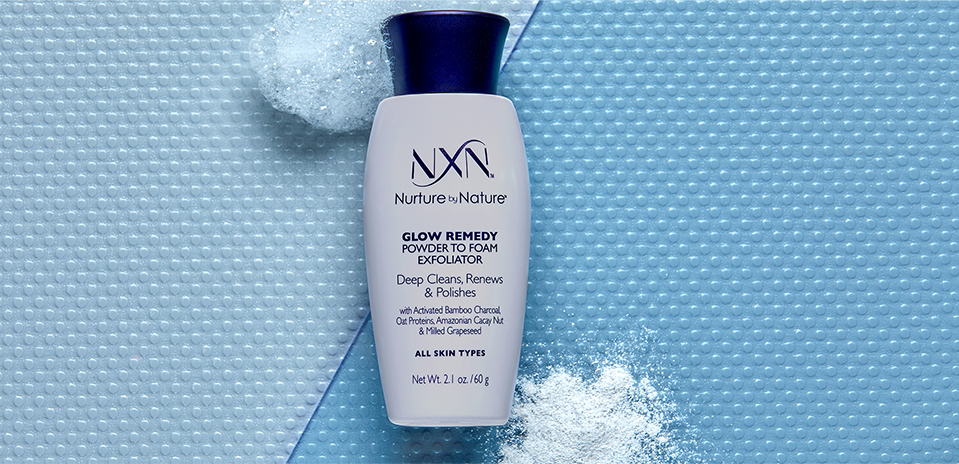 NXN™
Nurture by Nature®
GLOW REMEDY
POWDER TO FOAM
EXFOLIATOR
Deep Cleans, Renews
& Polishes
with Activated Bamboo Charcoal,
Oat Proteins, Amazonian Cacay Nut
& Milled Grapeseed
ALL SKIN TYPES
Net Wt. 2.1 oz. / 60 g